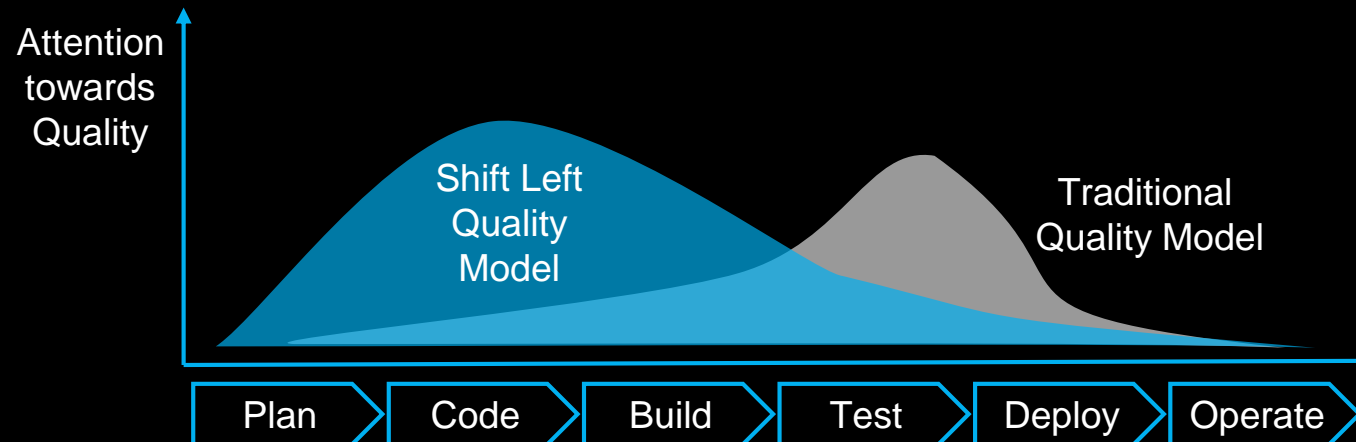 Attention
towards
Quality
Shift Left
Quality
Model
Traditional
Quality Model
Plan
Code
Build
Test
Deploy
Operate